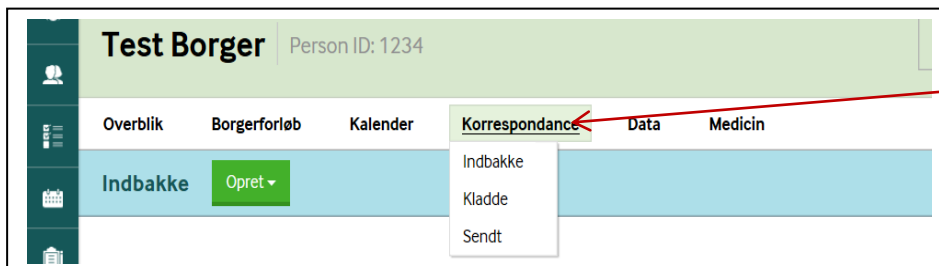 Test Borger Person ID: 1234
Overblik Borgerforløb Kalender Korrespondance Data Medicin
Indbakke Opret
Indbakke
Kladde
Sendt